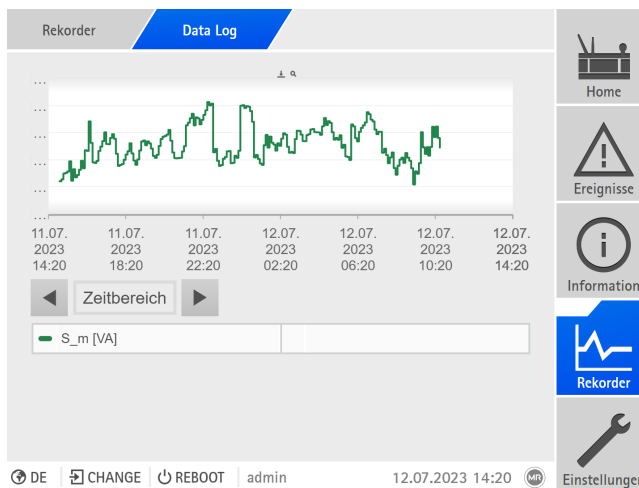 Rekorder
Data Log
...
...
...
...
...
...
11.07. 11.07. 11.07. 12.07. 12.07. 12.07. 12.07.
2023 2023 2023 2023 2023 2023 2023
14:20 18:20 22:20 02:20 06:20 10:20 14:20
Zeitbereich
S_m [VA]
Home
Ereignisse
Information
Rekorder
Einstellungen
DE CHANGE REBOOT admin 12.07.2023 14:20 MR